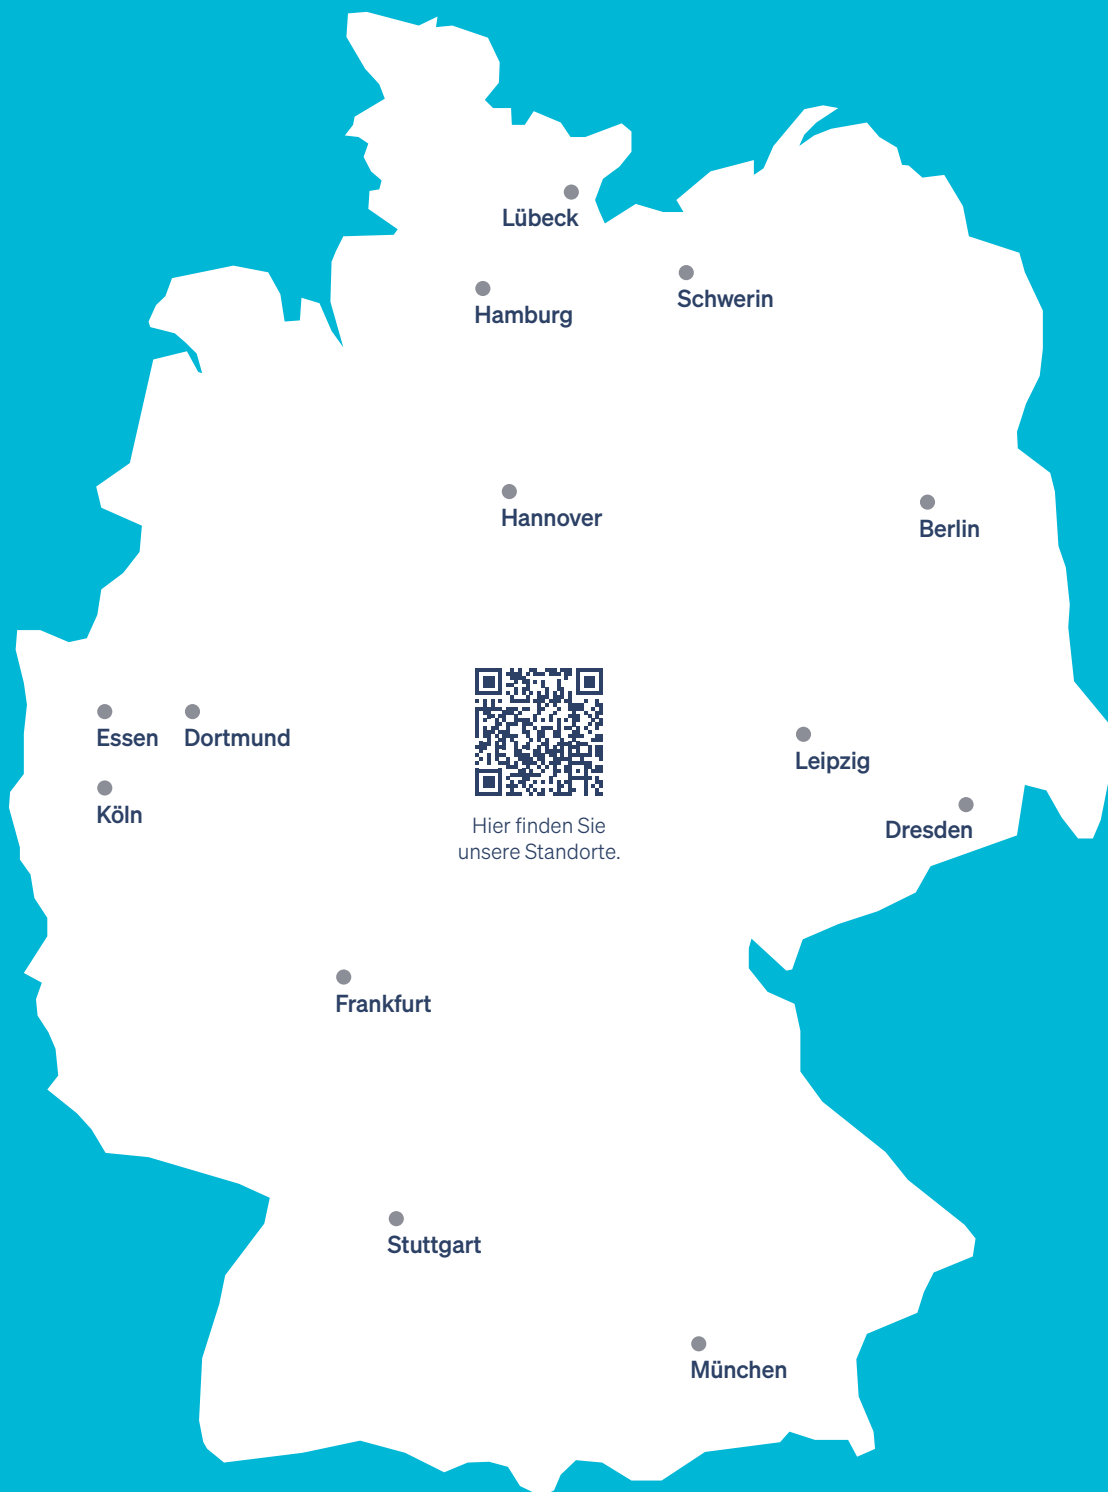 Lübeck
Schwerin
Hamburg
Hannover
Berlin
Essen
Dortmund
Leipzig
Köln
Hier finden Sie
unsere Standorte.
Dresden
Frankfurt
Stuttgart
München